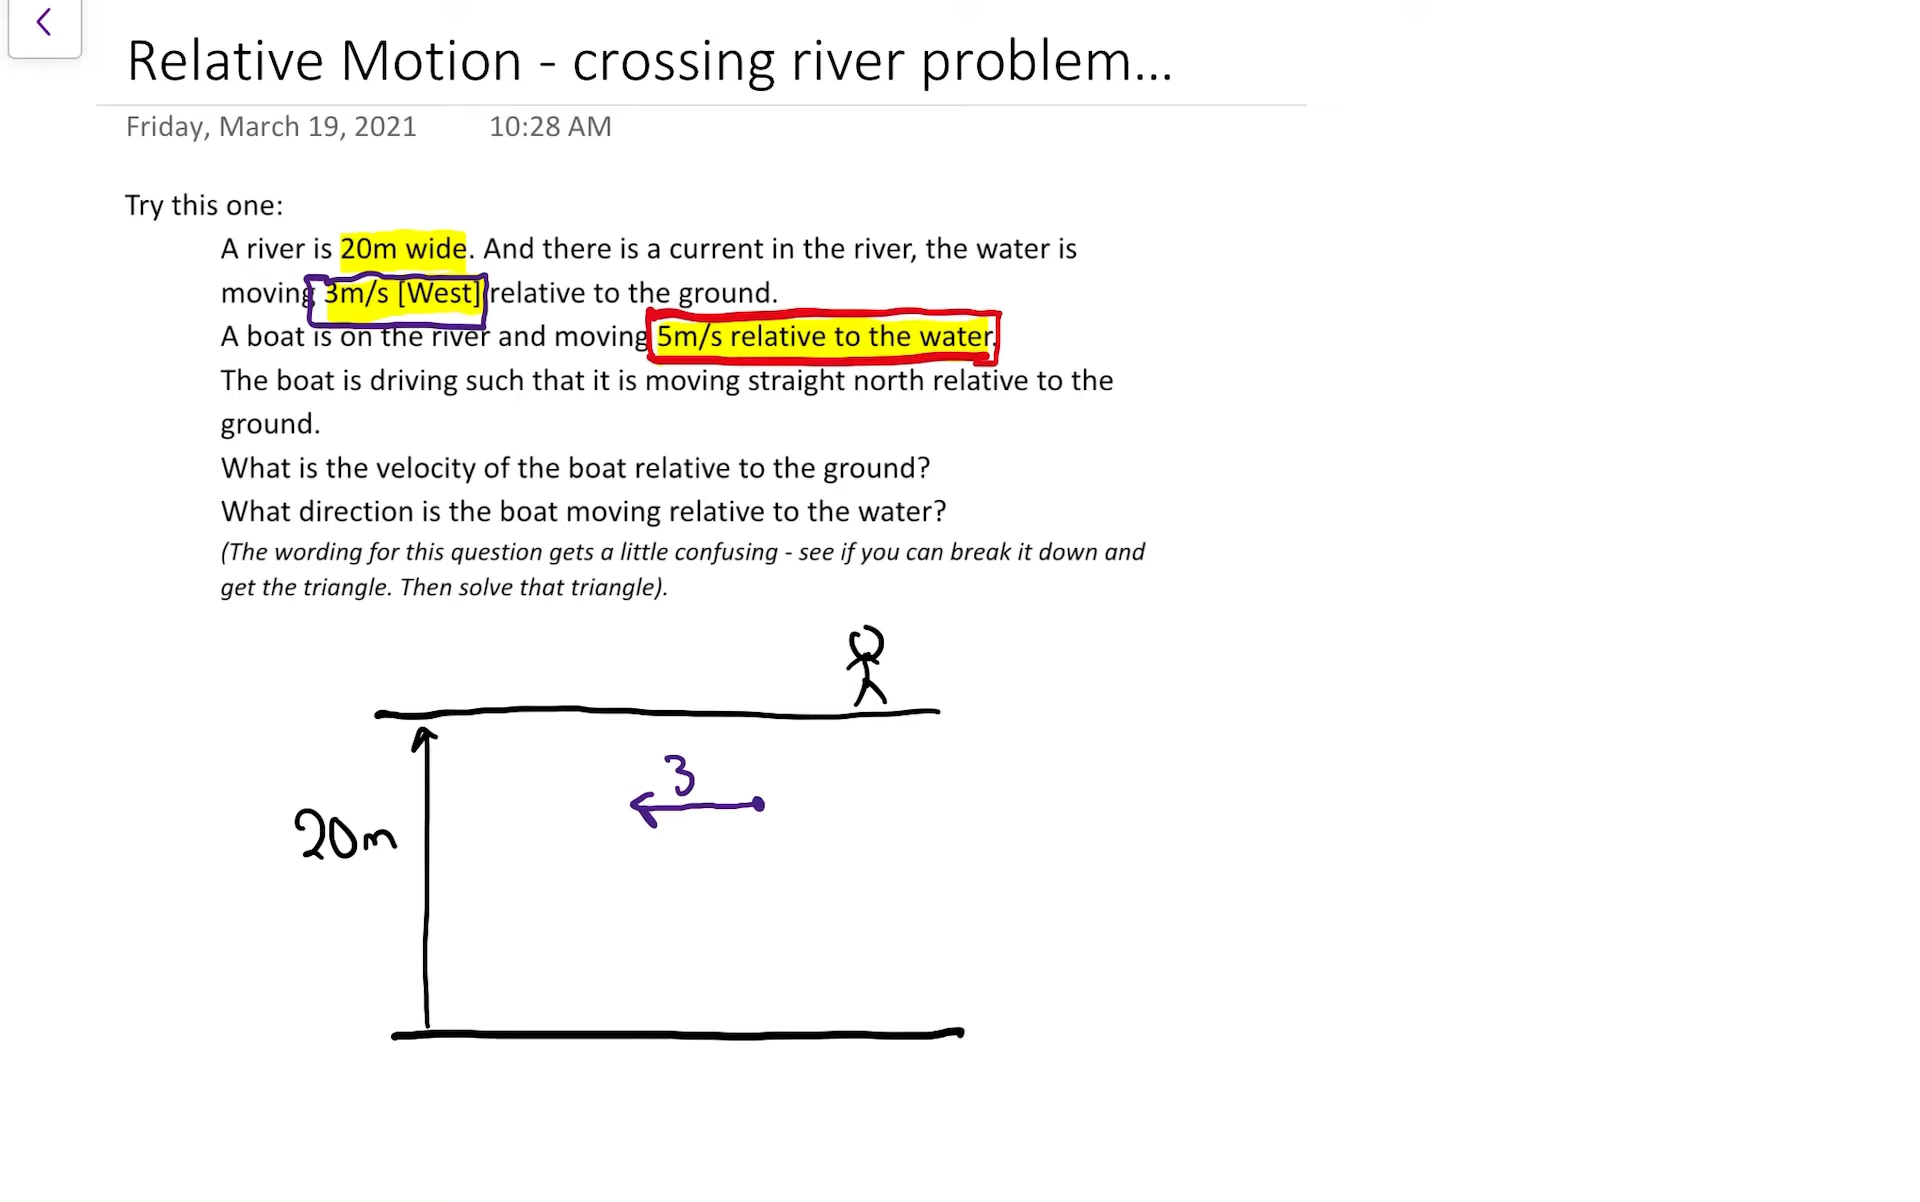 Relative Motion - crossing river problem...
Friday, March 19, 2021 10:28 AM
Try this one:
A river is 20m wide. And there is a current in the river, the water is
moving 3m/s [West] relative to the ground.
A boat is on the river and moving 5m/s relative to the water.
The boat is driving such that it is moving straight north relative to the
ground.
What is the velocity of the boat relative to the ground?
What direction is the boat moving relative to the water?
(The wording for this question gets a little confusing - see if you can break it down and
get the triangle. Then solve that triangle).
3
20m